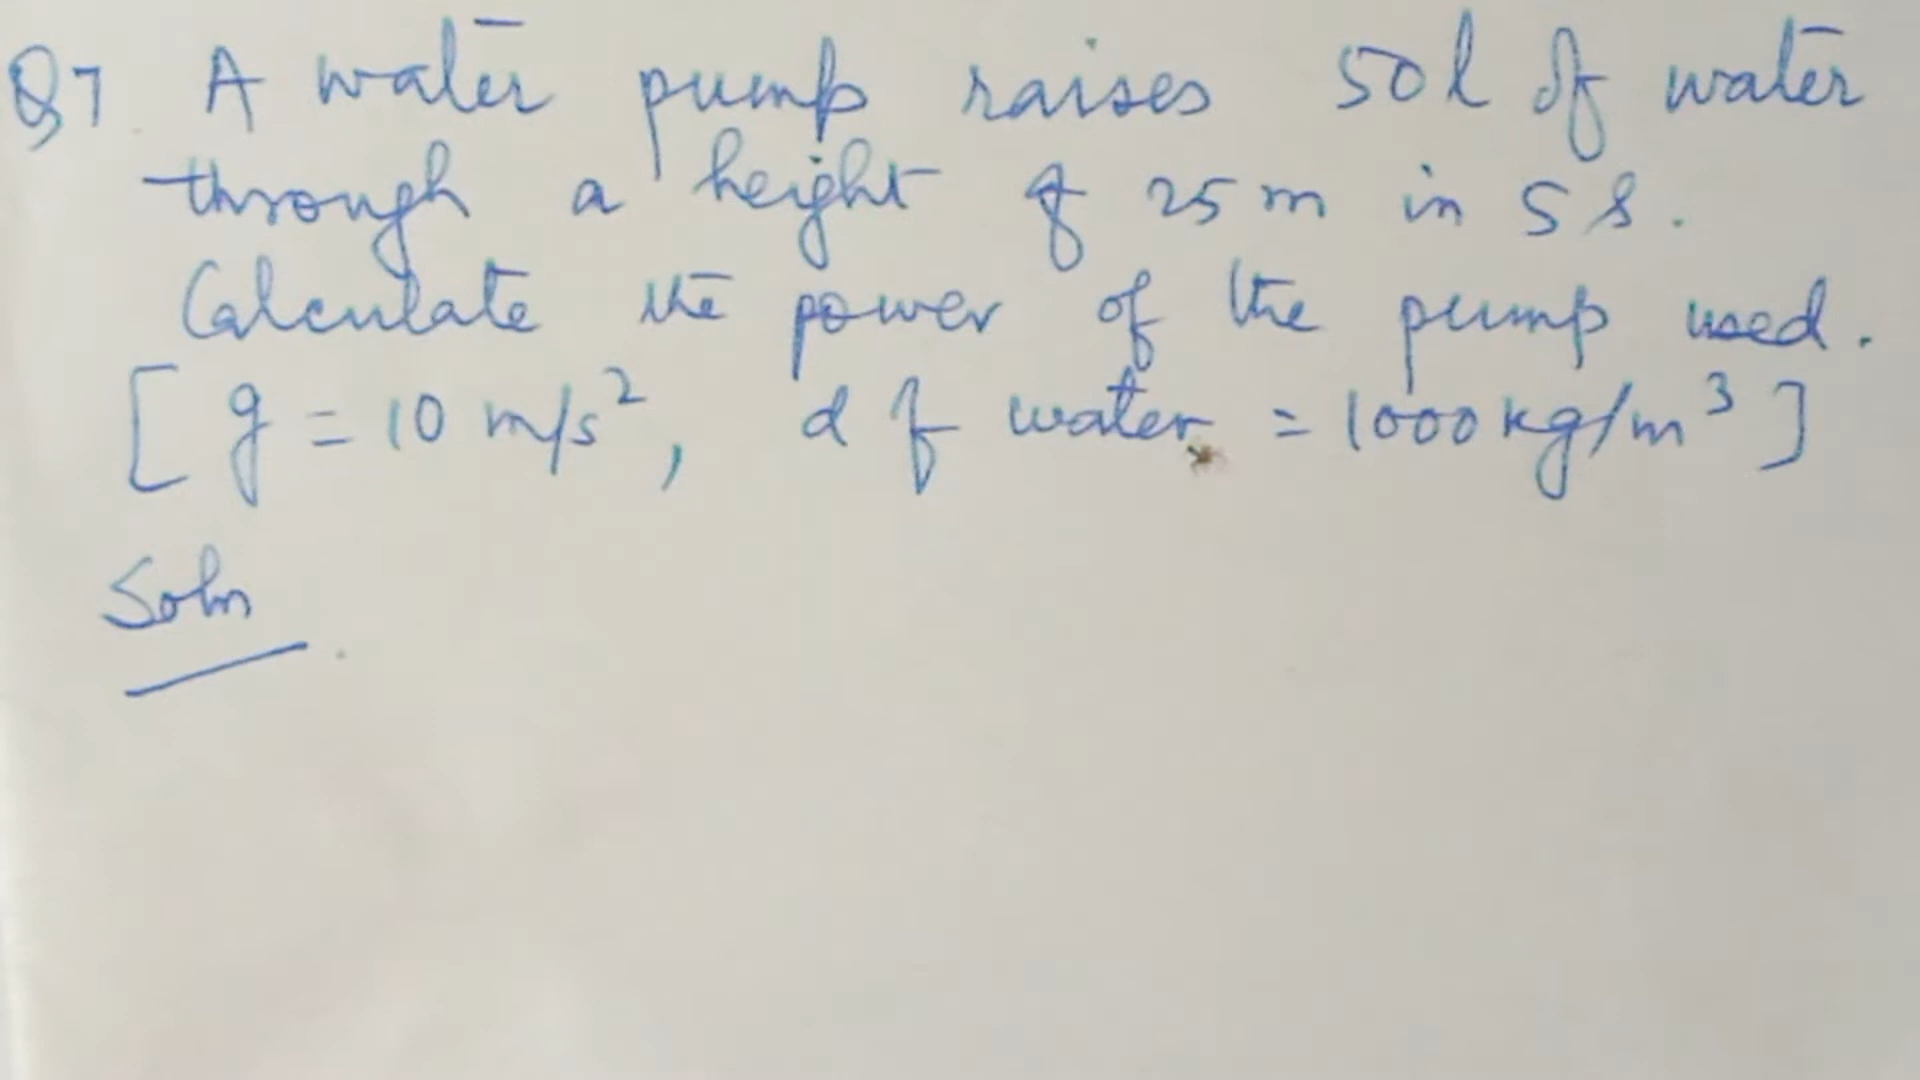 Q7 A water pump raises 50l of water
through a height of 25 m in 5 s.
Calculate the power of the pump used.
[ g = 10 m/s², d of water = 1000 kg/m³ ]
Soln